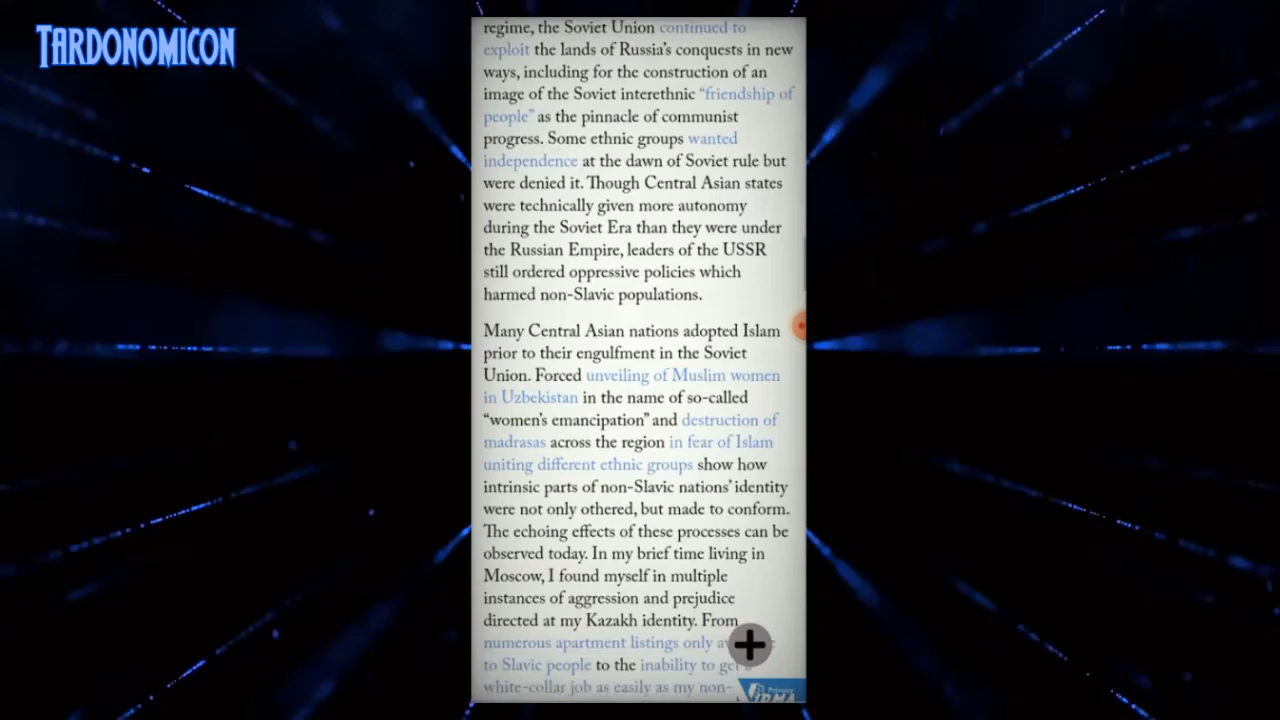 TARDONOMICON
regime, the Soviet Union continued to
exploit the lands of Russia's conquests in new
ways, including for the construction of an
image of the Soviet interethnic “friendship of
people” as the pinnacle of communist
progress. Some ethnic groups wanted
independence at the dawn of Soviet rule but
were denied it. Though Central Asian states
were technically given more autonomy
during the Soviet Era than they were under
the Russian Empire, leaders of the USSR
still ordered oppressive policies which
harmed non-Slavic populations.
Many Central Asian nations adopted Islam
prior to their engulfment in the Soviet
Union. Forced unveiling of Muslim women
in Uzbekistan in the name of so-called
“women's emancipation” and destruction of
madrasas across the region in fear of Islam
uniting different ethnic groups show how
intrinsic parts of non-Slavic nations' identity
were not only othered, but made to conform.
The echoing effects of these processes can be
observed today. In my brief time living in
Moscow, I found myself in multiple
instances of aggression and prejudice
directed at my Kazakh identity. From
numerous apartment listings only
to Slavic people to the inability to get
white-collar job as easily as my non-
Privacy